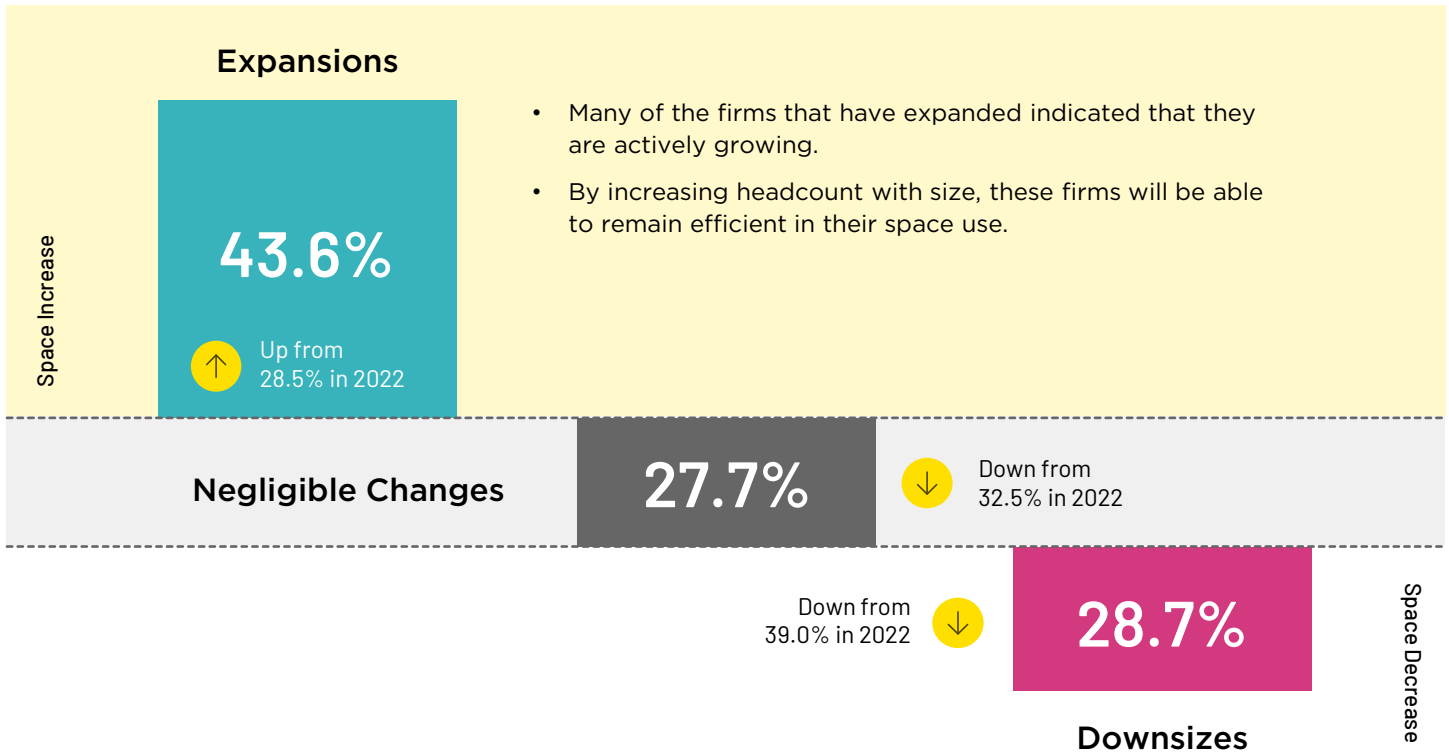 Expansions
• Many of the firms that have expanded indicated that they
are actively growing.
• By increasing headcount with size, these firms will be able
to remain efficient in their space use.
Space Increase
43.6%
Up from
28.5% in 2022
Negligible Changes
27.7%
Down from
32.5% in 2022
Down from
39.0% in 2022
28.7%
Space Decrease
Downsizes